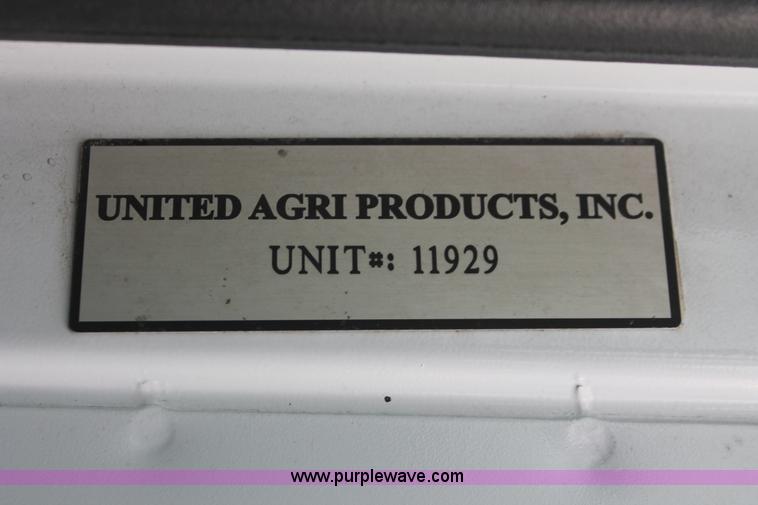 UNITED AGRI PRODUCTS, INC.
UNIT#: 11929
www.purplewave.com